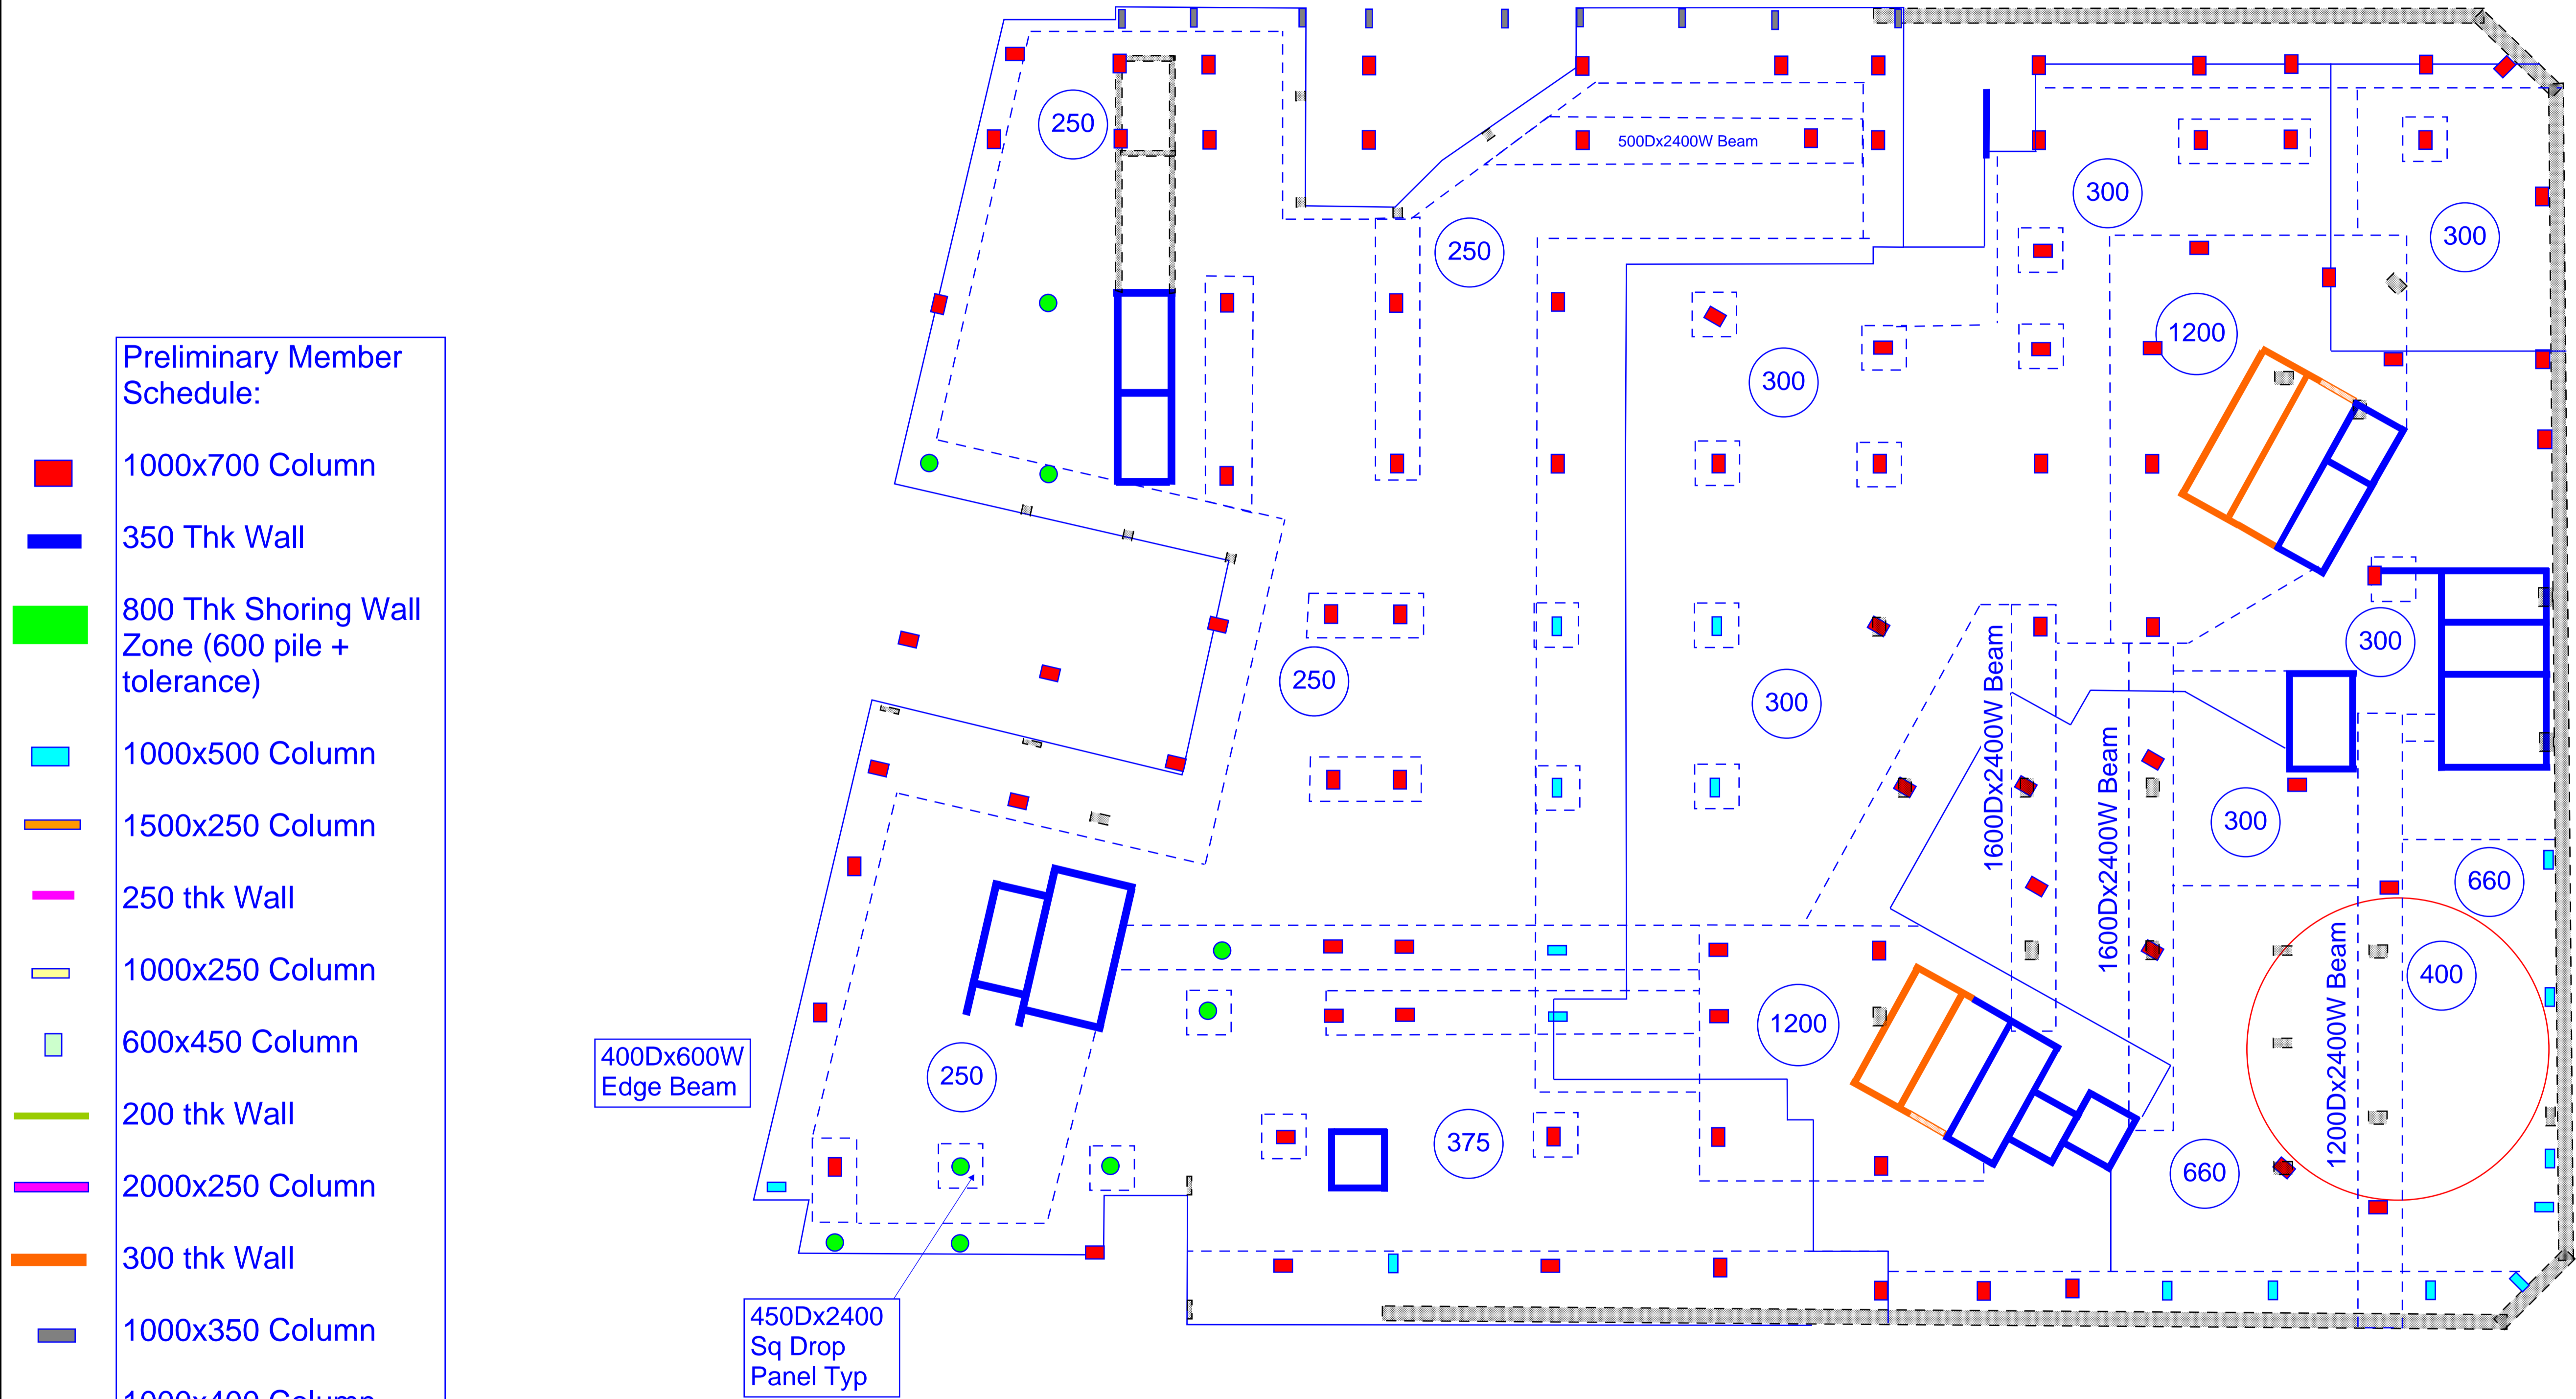 Preliminary Member
Schedule:
1000x700 Column
350 Thk Wall
800 Thk Shoring Wall
Zone (600 pile +
tolerance)
1000x500 Column
1500x250 Column
250 thk Wall
1000x250 Column
600x450 Column
200 thk Wall
2000x250 Column
300 thk Wall
1000x350 Column
1000x400 Column
400Dx600W
Edge Beam
450Dx2400
Sq Drop
Panel Typ
250
500Dx2400W Beam
250
300
300
1200
300
250
300
300
1600Dx2400W Beam
1600Dx2400W Beam
300
660
400
1200Dx2400W Beam
1200
250
375
660